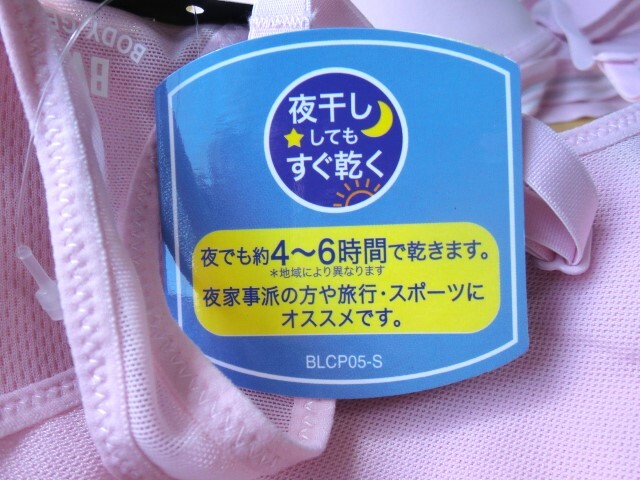 BODY
夜干し
しても
すぐ乾く
夜でも約4～6時間で乾きます。
*地域により異なります
夜家事派の方や旅行・スポーツに
オススメです。
BLCP05-S